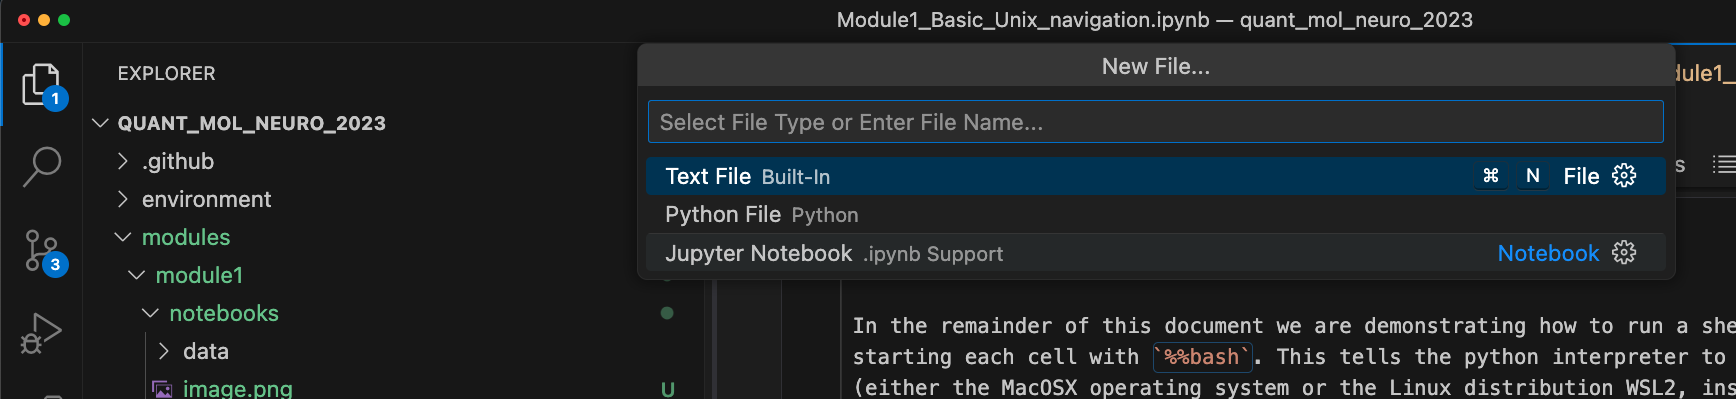 Module1_Basic_Unix_navigation.ipynb — quant_mol_neuro_2023
EXPLORER
1
QUANT_MOL_NEURO_2023
.github
environment
modules
3
module1
notebooks
data
image.png U
New File...
Select File Type or Enter File Name...
Text File Built-In ⌘ N File
Python File Python
Jupyter Notebook .ipynb Support Notebook
In the remainder of this document we are demonstrating how to run a she
starting each cell with `%%bash`. This tells the python interpreter to
(either the MacOSX operating system or the Linux distribution WSL2, ins